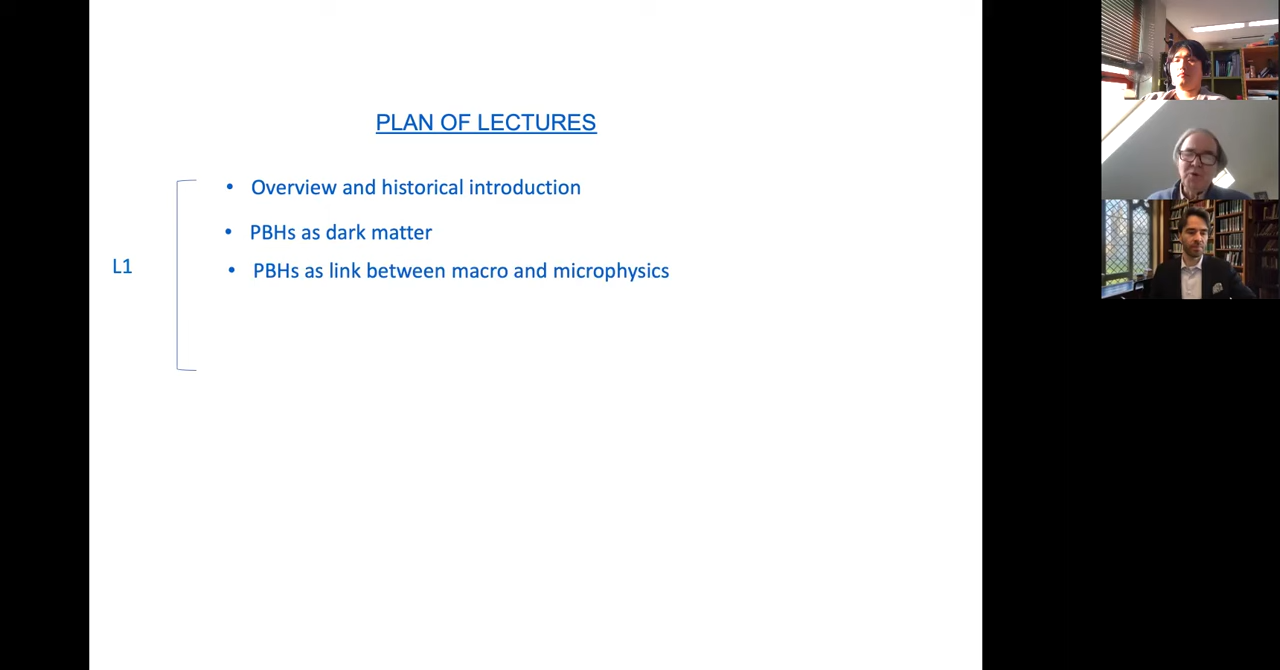 PLAN OF LECTURES
• Overview and historical introduction
• PBHs as dark matter
L1
• PBHs as link between macro and microphysics